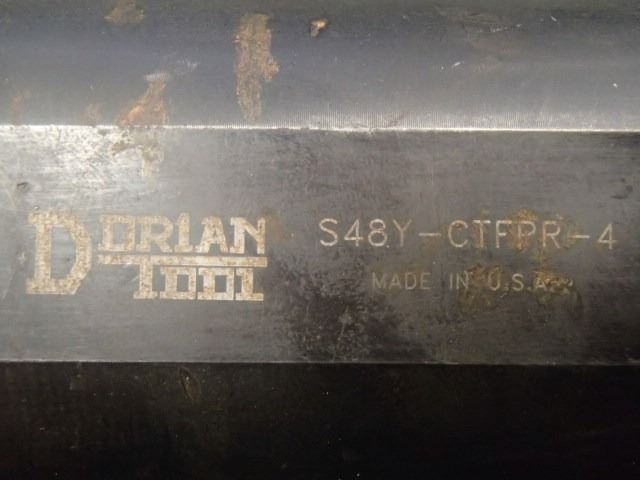 DORIAN TOOL
S48Y-CTFPR-4
MADE IN U.S.A.